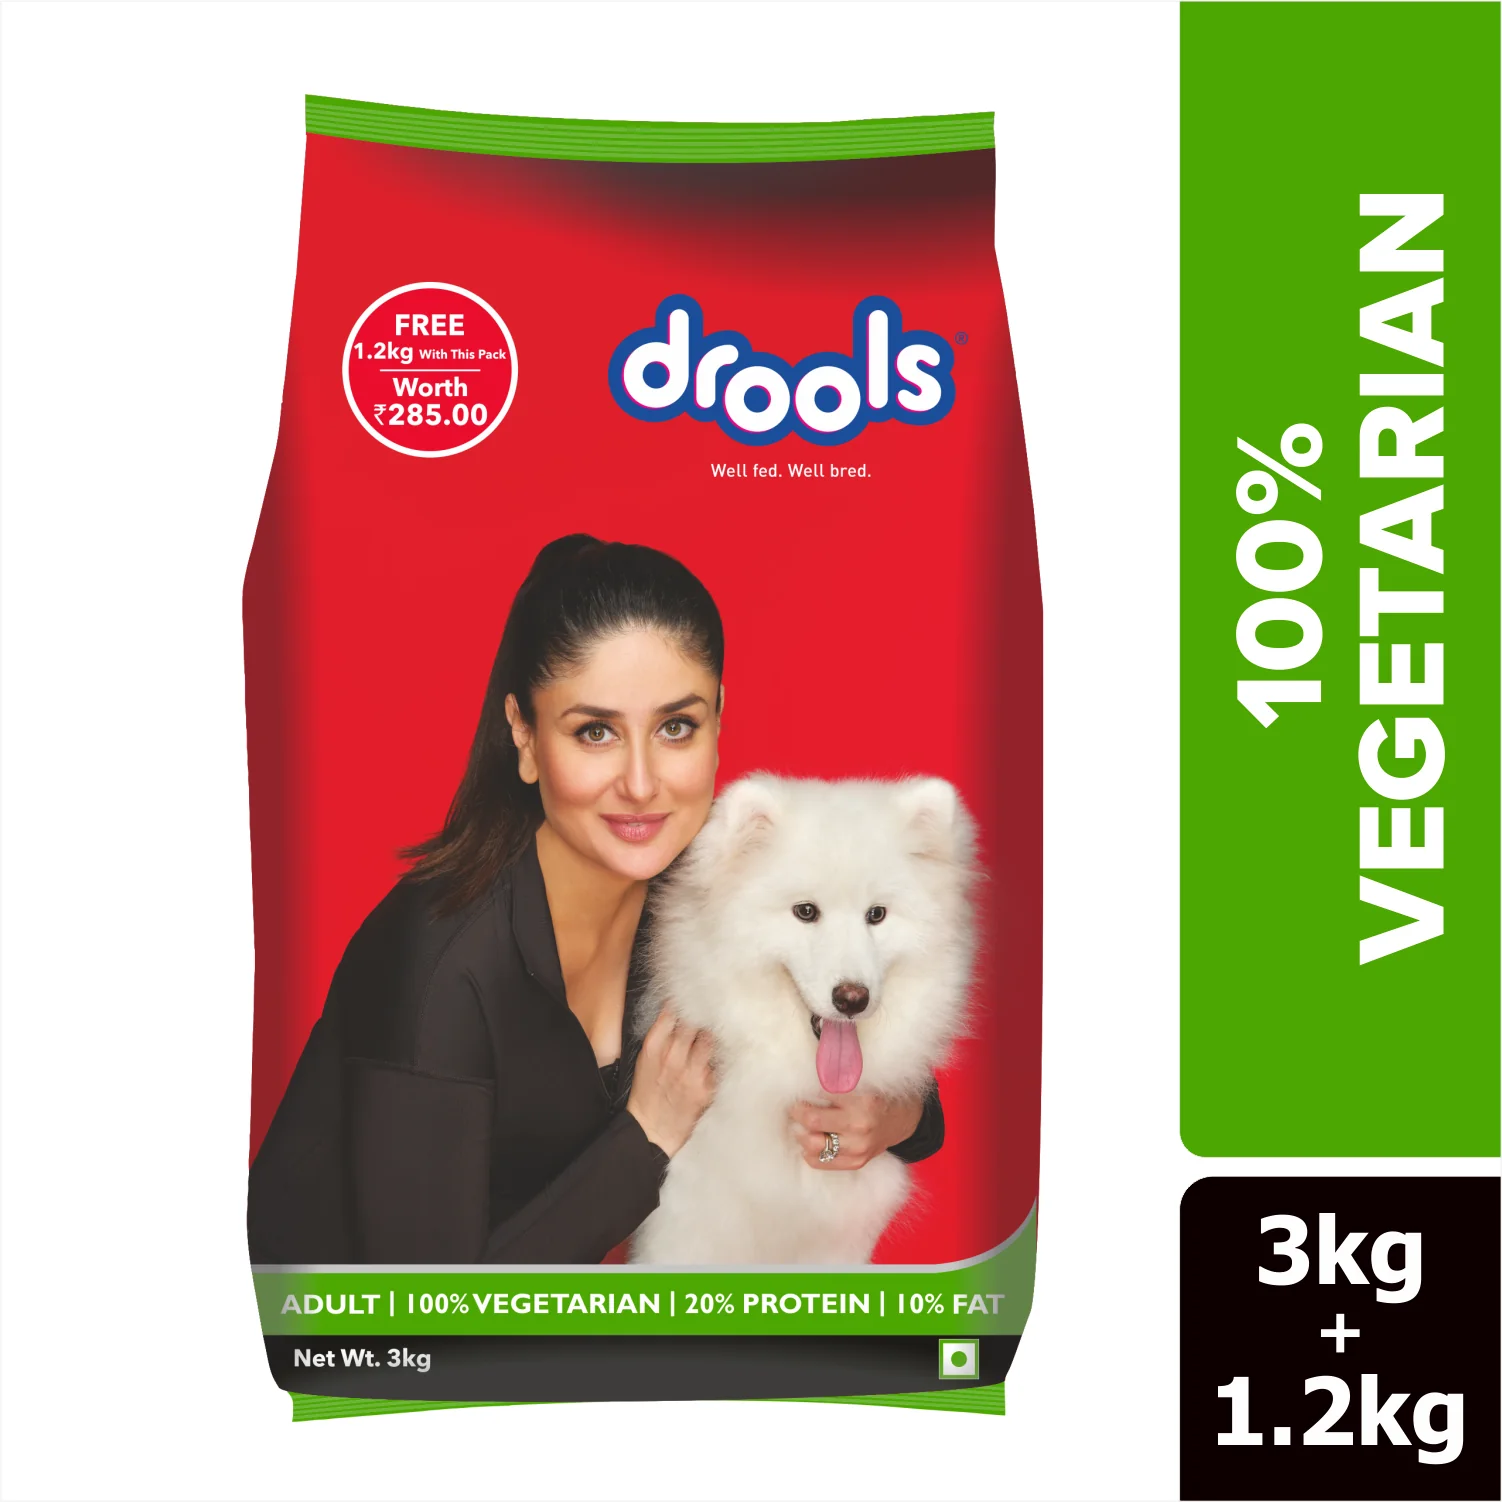 FREE
1.2kg With This Pack
Worth
₹285.00
drools®
Well fed. Well bred.
ADULT | 100% VEGETARIAN | 20% PROTEIN | 10% FAT
Net Wt. 3kg
100%
VEGETARIAN
3kg
+
1.2kg